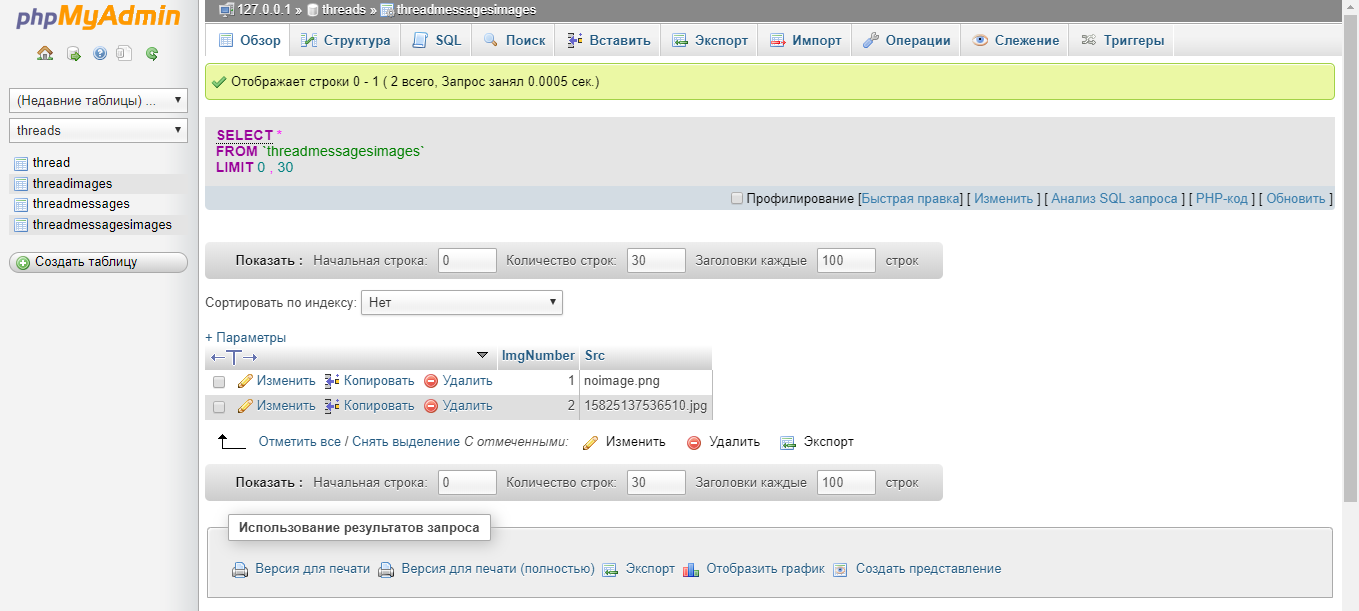 phpMyAdmin
(Недавние таблицы) ...
threads
thread
threadimages
threadmessages
threadmessagesimages
Создать таблицу
127.0.0.1 » threads » threadmessagesimages
Обзор Структура SQL Поиск Вставить Экспорт Импорт Операции Слежение Триггеры
Отображает строки 0 - 1 ( 2 всего, Запрос занял 0.0005 сек.)
SELECT *
FROM `threadmessagesimages`
LIMIT 0 , 30
Профилирование [Быстрая правка] [ Изменить ] [ Анализ SQL запроса ] [ PHP-код ] [ Обновить ]
Показать : Начальная строка: 0 Количество строк: 30 Заголовки каждые 100 строк
Сортировать по индексу: Нет
+ Параметры
←T→ ImgNumber Src
Изменить Копировать Удалить 1 noimage.png
Изменить Копировать Удалить 2 15825137536510.jpg
Отметить все / Снять выделение С отмеченными: Изменить Удалить Экспорт
Показать : Начальная строка: 0 Количество строк: 30 Заголовки каждые 100 строк
Использование результатов запроса
Версия для печати Версия для печати (полностью) Экспорт Отобразить график Создать представление